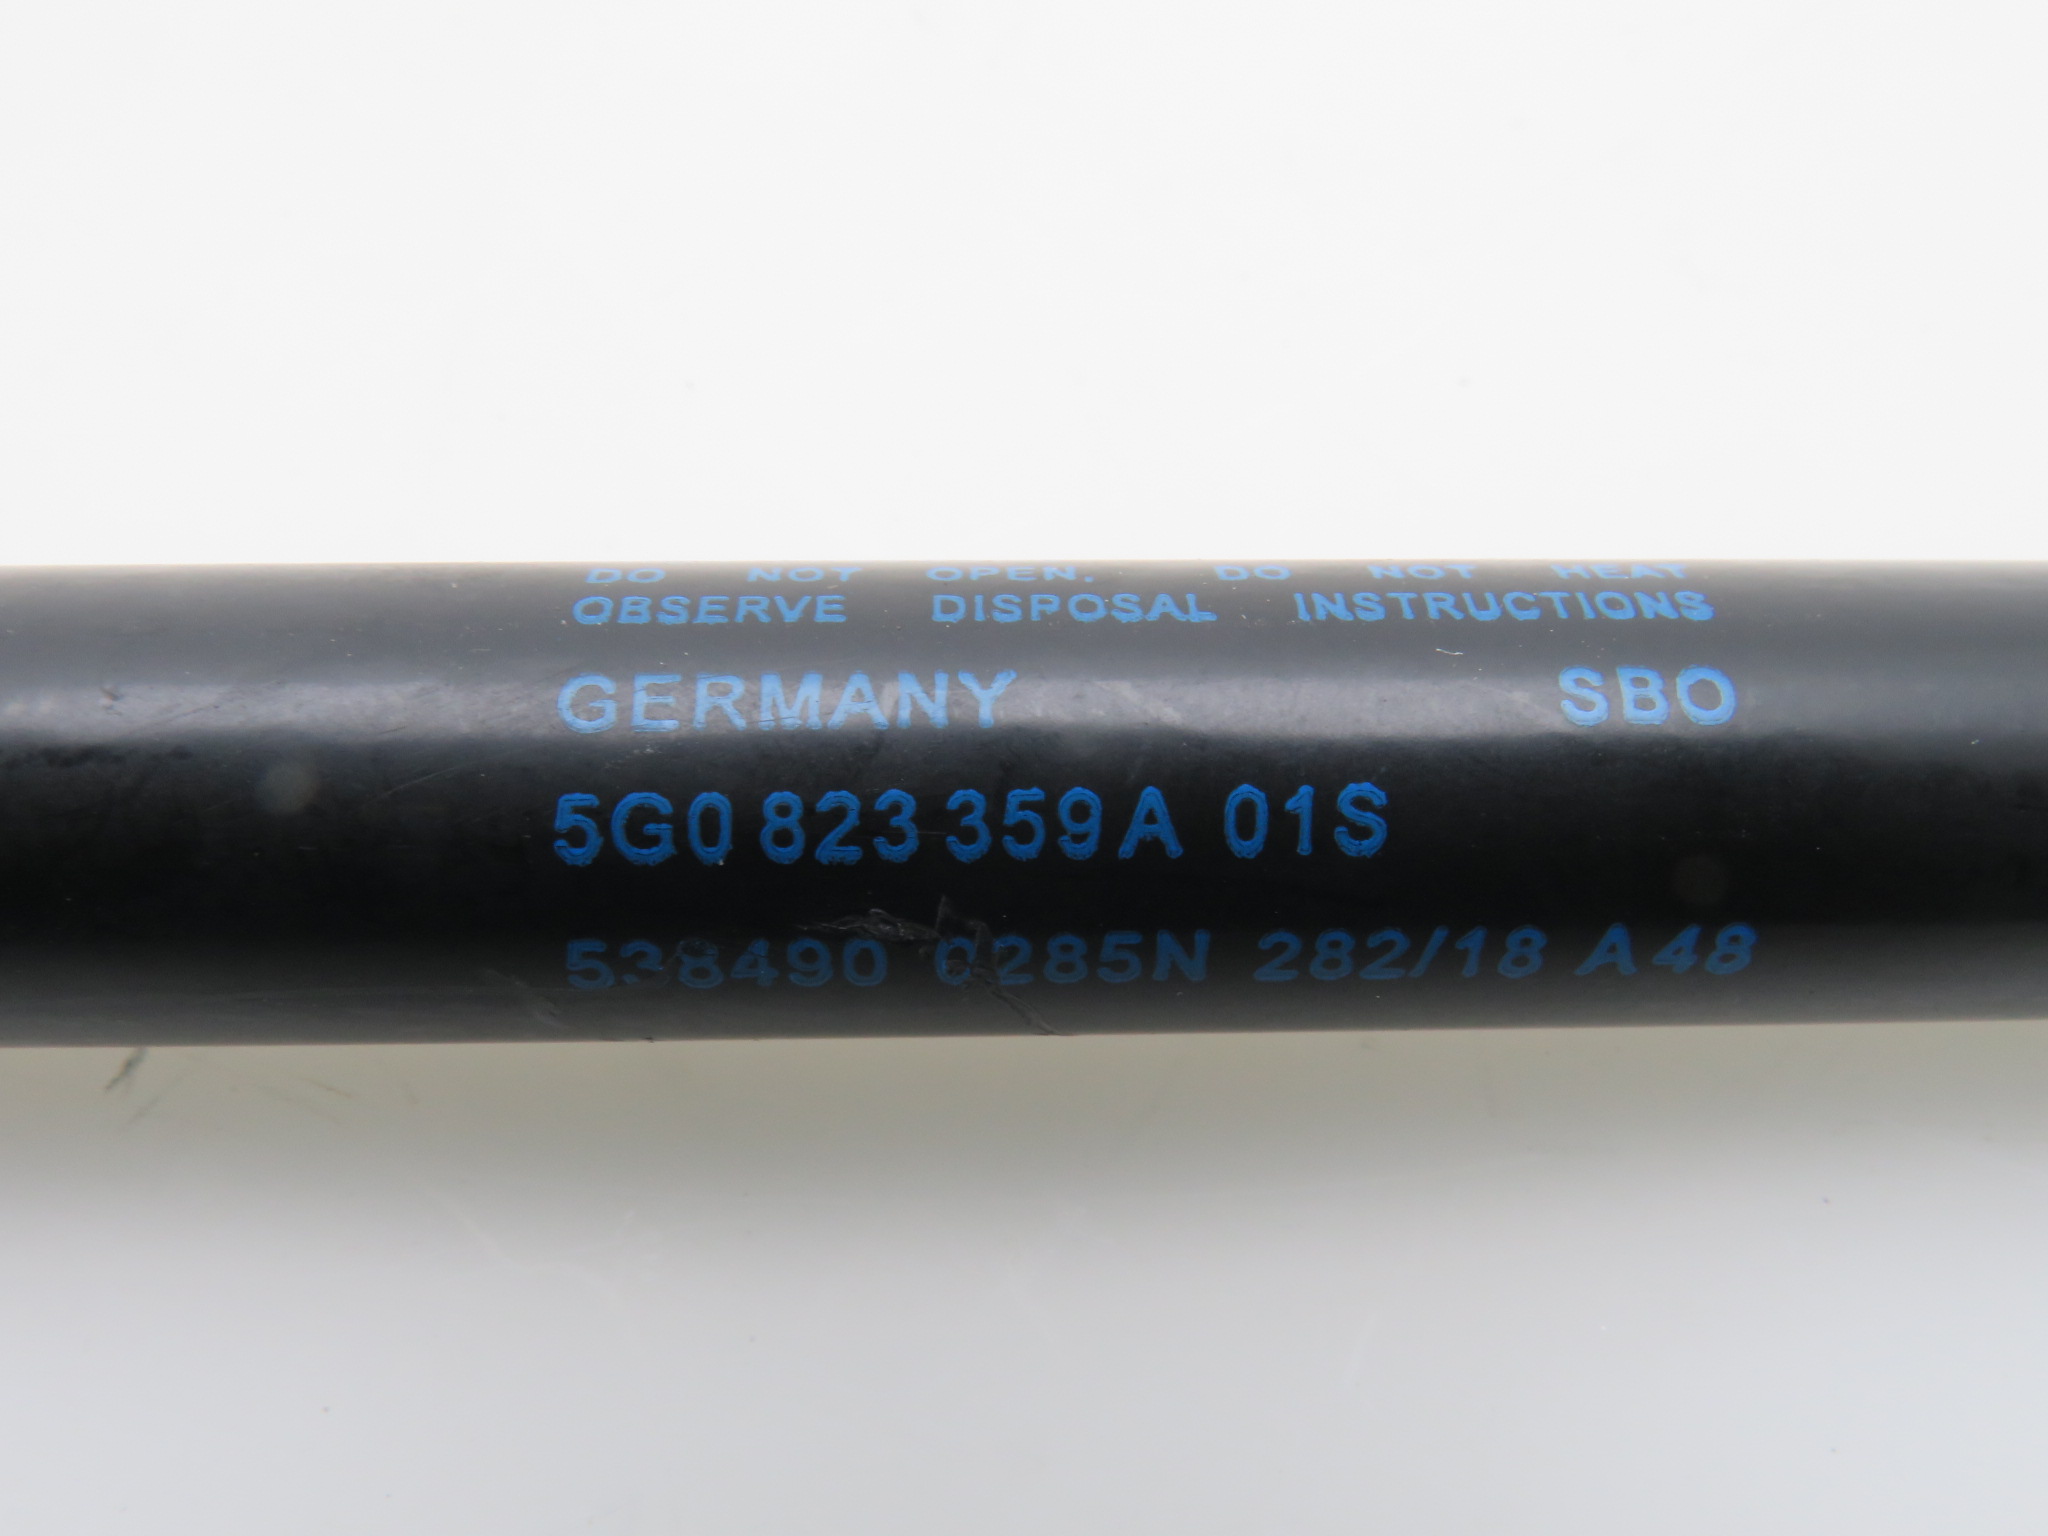 DO NOT OPEN. DO NOT HEAT
OBSERVE DISPOSAL INSTRUCTIONS
GERMANY SBO
5G0 823 359 A 01S
538490 0285N 282/18 A48